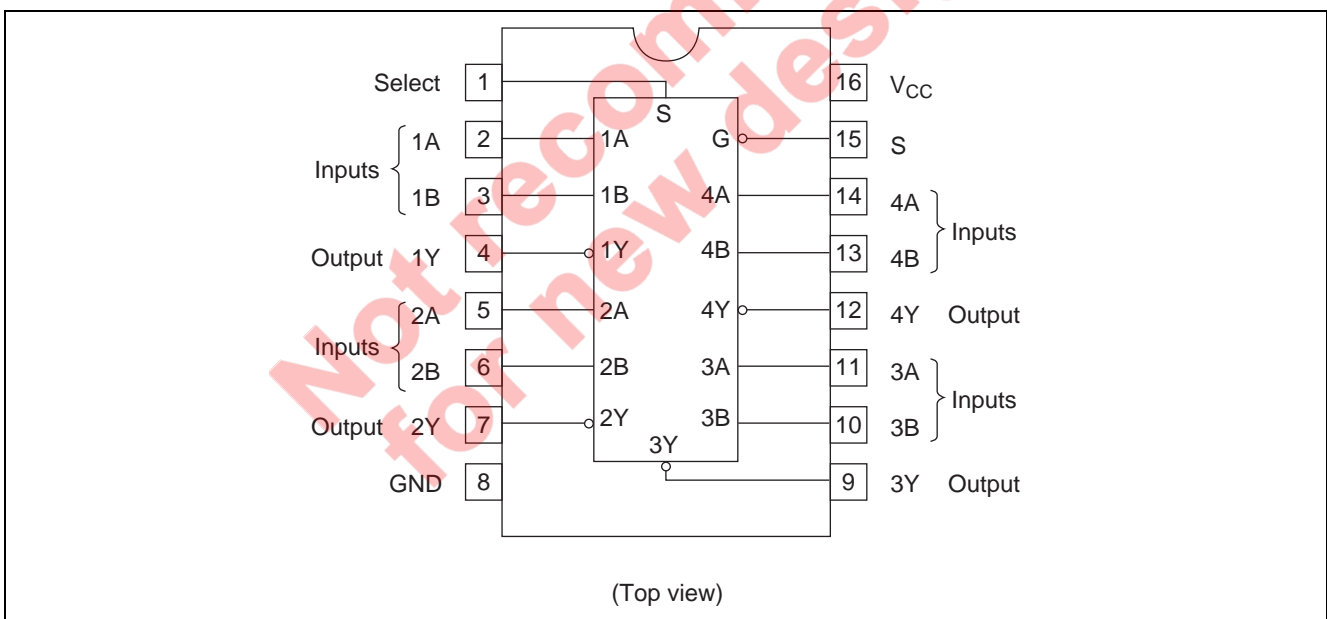 Select 1
Inputs
1A 2
1B 3
Output 1Y 4
Inputs
2A 5
2B 6
Output 2Y 7
GND 8
S
1A
1B
1Y
2A
2B
2Y
3Y
G
4A
4B
4Y
3A
3B
16 VCC
15 S
14 4A
13 4B
Inputs
12 4Y Output
11 3A
10 3B
Inputs
9 3Y Output
(Top view)
Not recom
for new desi